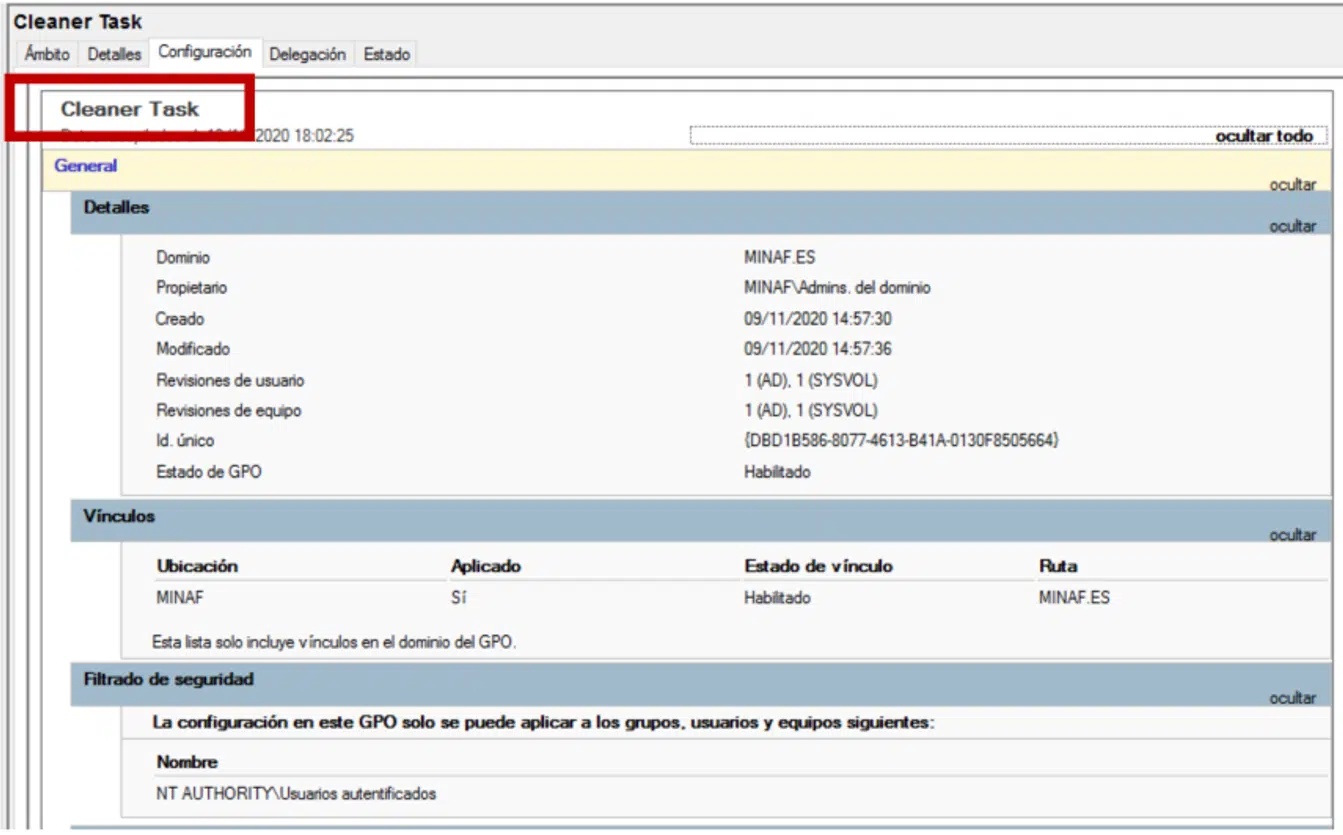 Cleaner Task
Ámbito Detalles Configuración Delegación Estado
Cleaner Task
2020 18:02:25 ocultar todo
General
ocultar
Detalles
ocultar
Dominio MINAF.ES
Propietario MINAF\Admins. del dominio
Creado 09/11/2020 14:57:30
Modificado 09/11/2020 14:57:36
Revisiones de usuario 1 (AD), 1 (SYSVOL)
Revisiones de equipo 1 (AD), 1 (SYSVOL)
Id. único {DBD1B586-8077-4613-B41A-0130F8505664}
Estado de GPO Habilitado
Vínculos
ocultar
Ubicación Aplicado Estado de vínculo Ruta
MINAF Sí Habilitado MINAF.ES
Esta lista solo incluye vínculos en el dominio del GPO.
Filtrado de seguridad
ocultar
La configuración en este GPO solo se puede aplicar a los grupos, usuarios y equipos siguientes:
Nombre
NT AUTHORITY\Usuarios autentificados